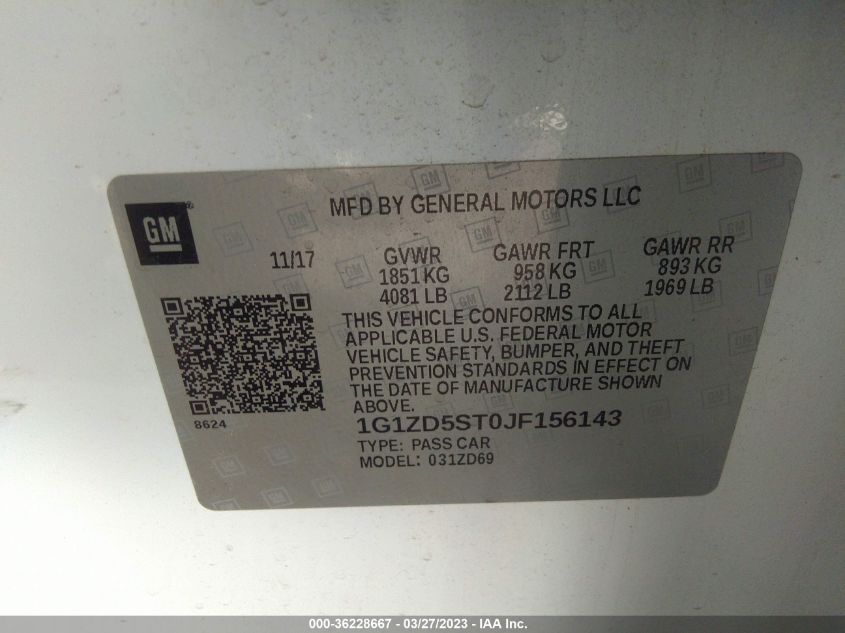 GM®
MFD BY GENERAL MOTORS LLC
11/17
GVWR GAWR FRT GAWR RR
1851 KG 958 KG 893 KG
4081 LB 2112 LB 1969 LB
THIS VEHICLE CONFORMS TO ALL
APPLICABLE U.S. FEDERAL MOTOR
VEHICLE SAFETY, BUMPER, AND THEFT
PREVENTION STANDARDS IN EFFECT ON
THE DATE OF MANUFACTURE SHOWN
ABOVE.
8624
1G1ZD5ST0JF156143
TYPE: PASS CAR
MODEL: 031ZD69
000-36228667 - 03/27/2023 - IAAI.COM